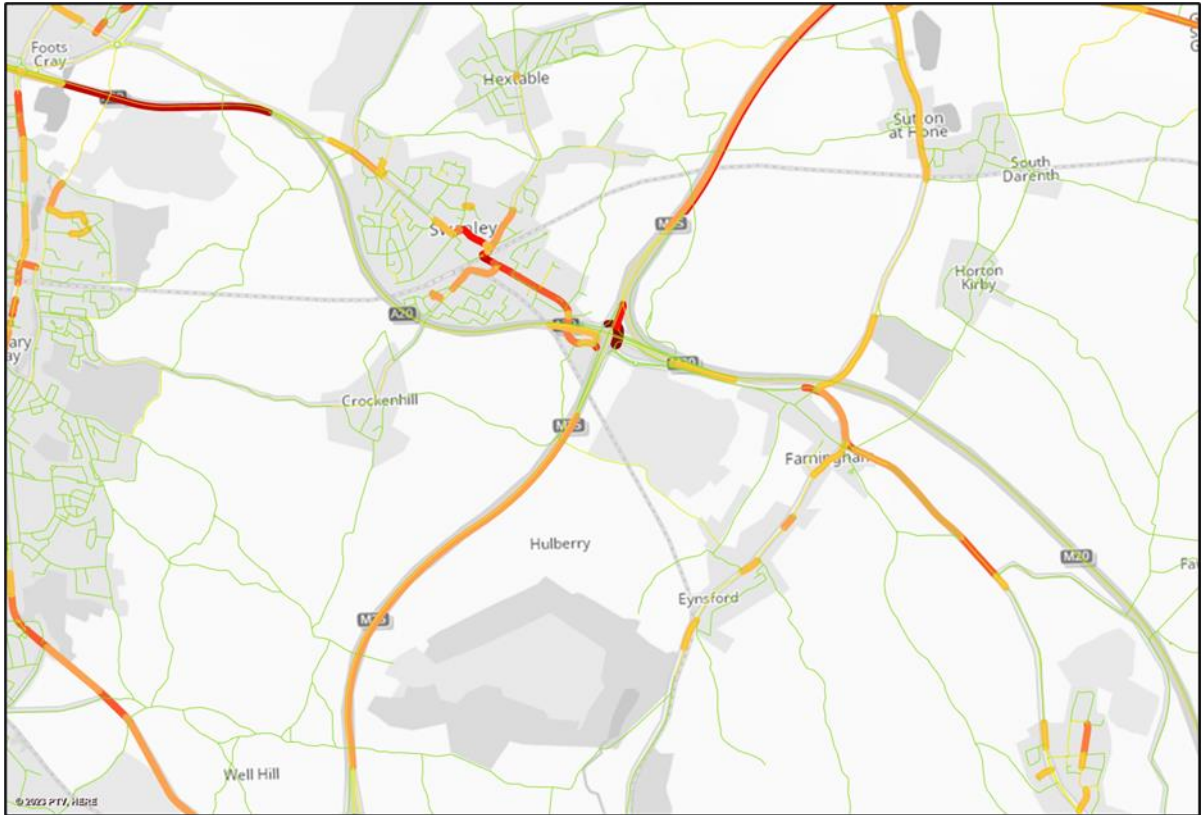 Foots
Cray
Hextable
Sutton
at Hone
South
Darenth
Swanley
M25
Horton
Kirby
A20
M20
Crockenhill
M25
Farningham
Hulberry
M20
Eynsford
M25
Well Hill
© 2023 PTV, HERE